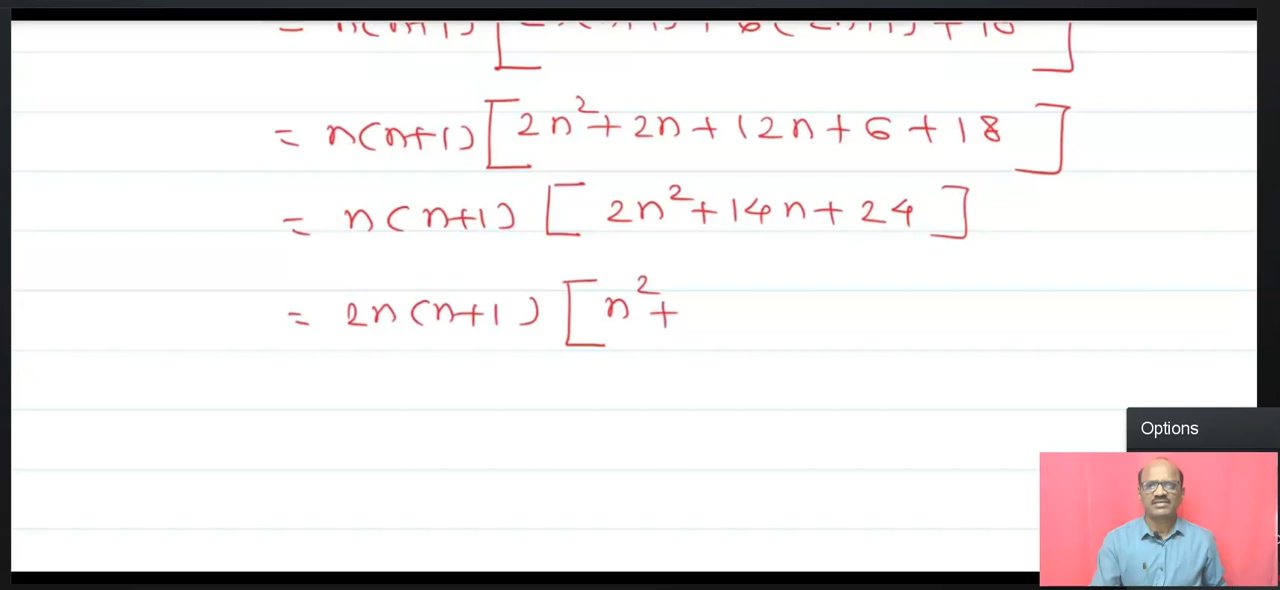 = n(n+1) [2n²+2n+12n+6+18]
= n(n+1) [2n²+14n+24]
= 2n(n+1) [n²+
Options